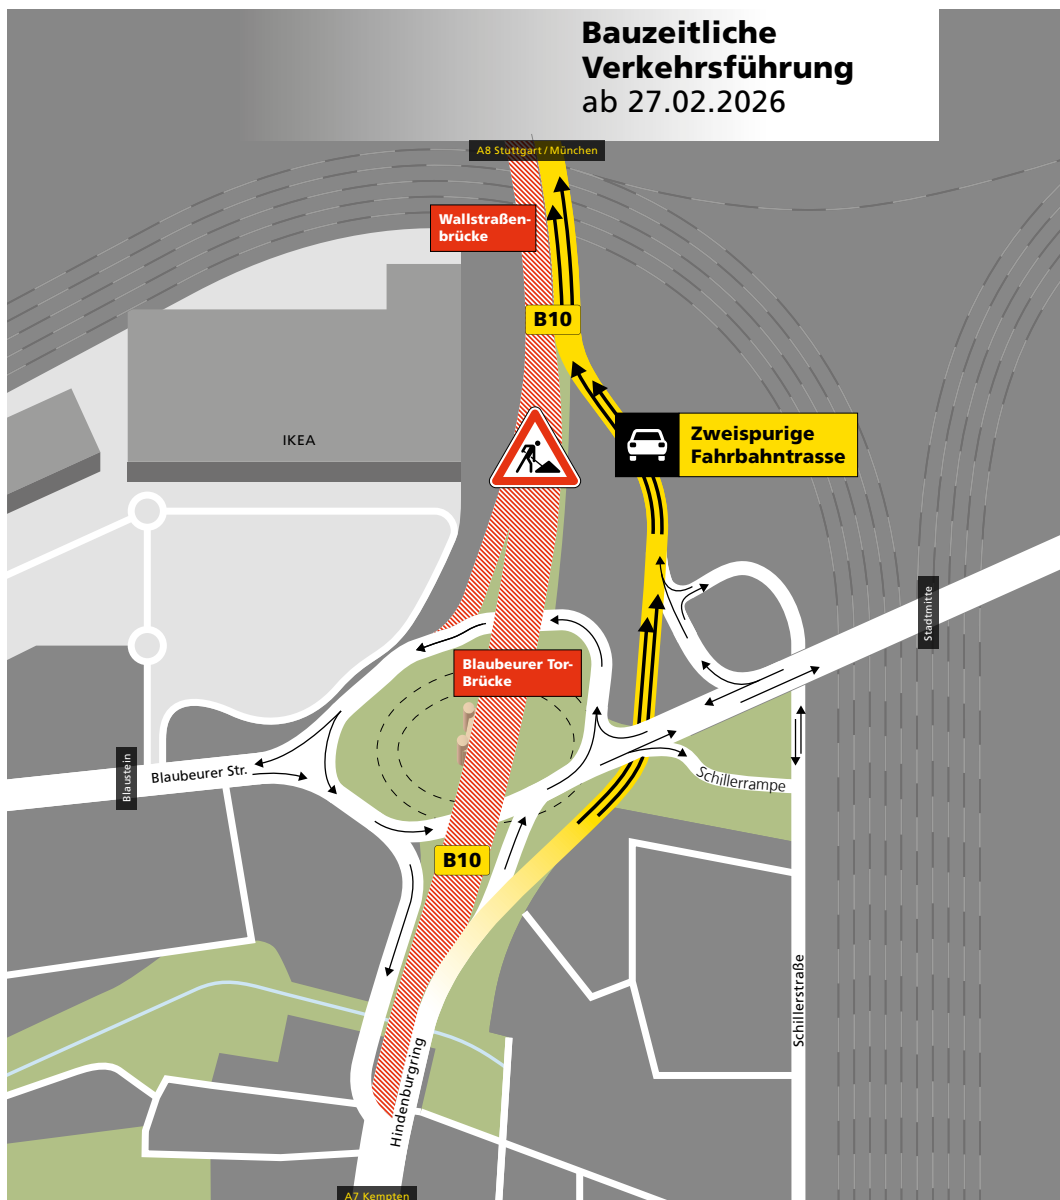 Bauzeitliche
Verkehrsführung
ab 27.02.2026
A8 Stuttgart / München
Wallstraßen-
brücke
B10
Zweispurige
Fahrbahntrasse
IKEA
Stadtmitte
Blaubeurer Tor-
Brücke
Blaustein
Blaubeurer Str.
Schillerrampe
B10
Schillerstraße
Hindenburgring
A7 Kempten